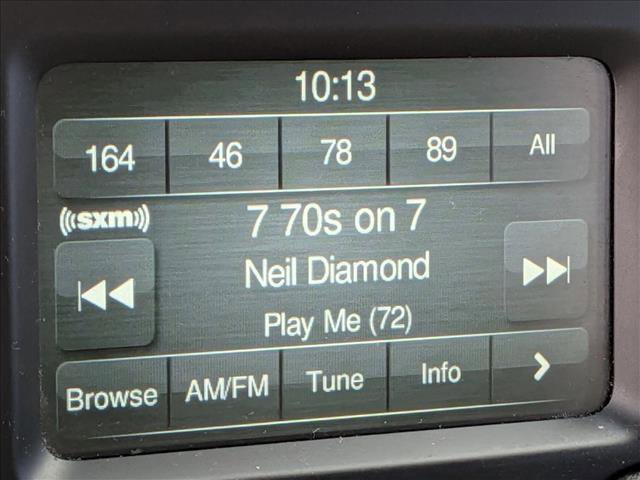 10:13
164 46 78 89 All
((sxm)) 7 70s on 7
Neil Diamond
Play Me (72)
Browse AM/FM Tune Info